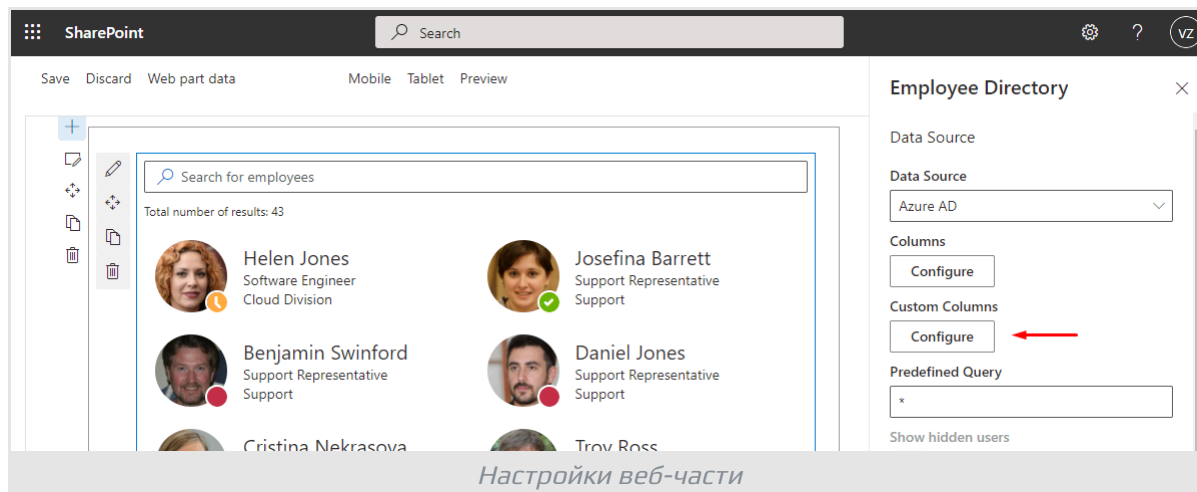 SharePoint
Search
VZ
Save Discard Web part data Mobile Tablet Preview
Employee Directory
Data Source
Data Source
Azure AD
Columns
Configure
Custom Columns
Configure
Predefined Query
*
Show hidden users
Search for employees
Total number of results: 43
Helen Jones
Software Engineer
Cloud Division
Josefina Barrett
Support Representative
Support
Benjamin Swinford
Support Representative
Support
Daniel Jones
Support Representative
Support
Cristina Nekrasova
Troy Ross
Настройки веб-части